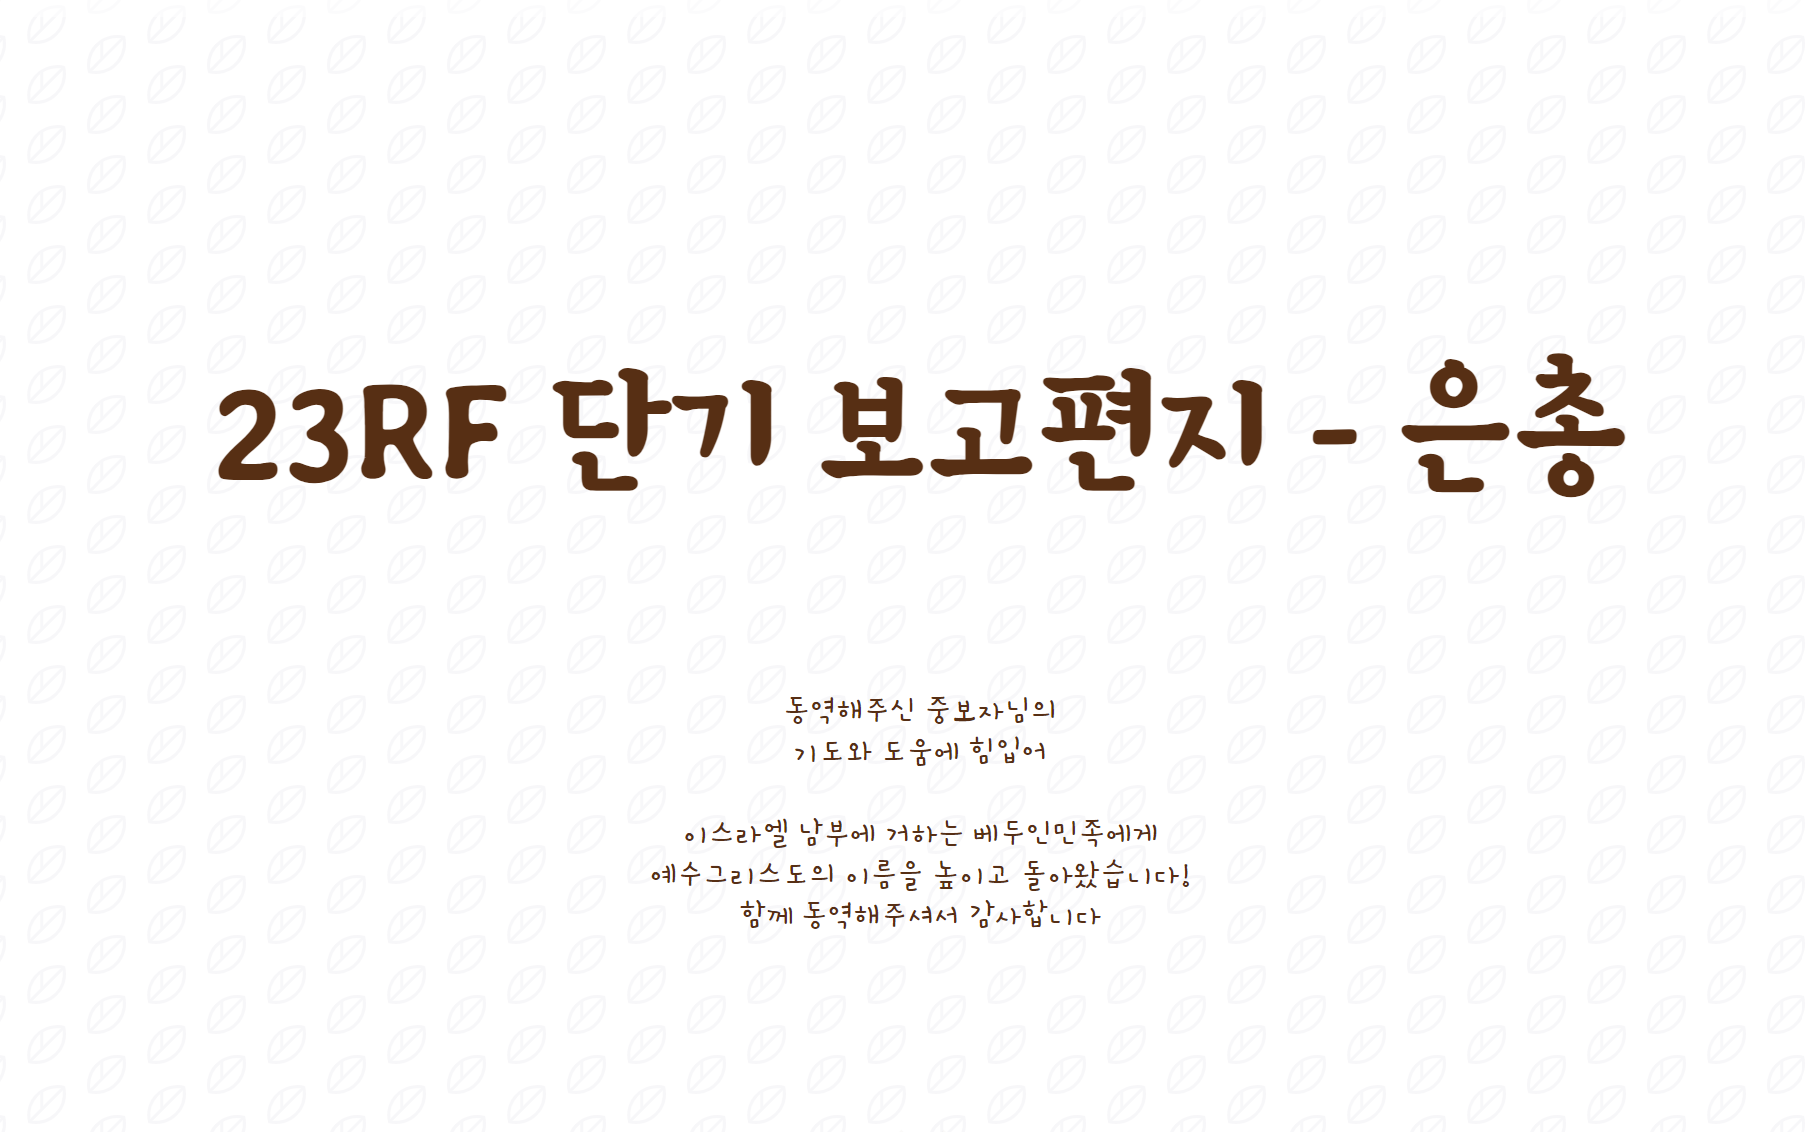 23RF 단기 보고편지 - 은총
동역해주신 중보자님의
기도와 도움에 힘입어
이스라엘 남부에 거하는 베두인민족에게
예수그리스도의 이름을 높이고 돌아왔습니다!
함께 동역해주셔서 감사합니다